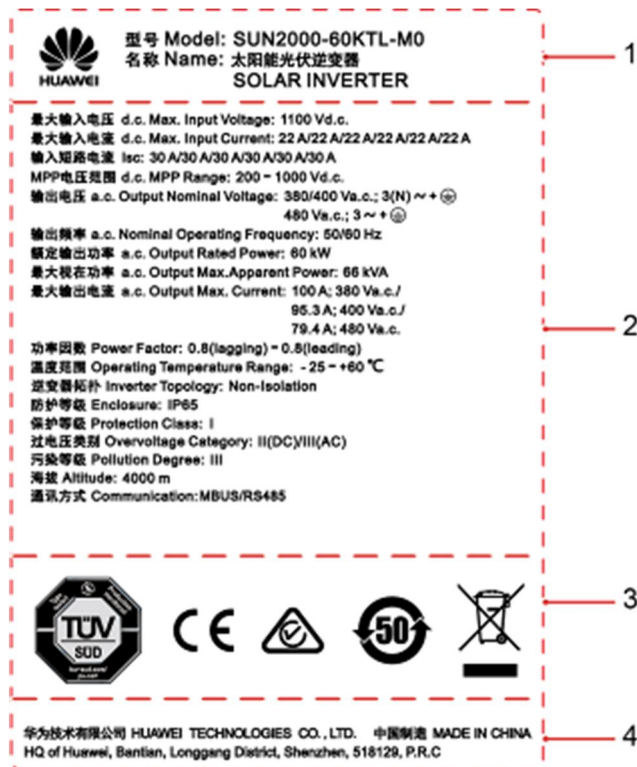 HUAWEI
型号 Model: SUN2000-60KTL-M0
名称 Name: 太阳能光伏逆变器
SOLAR INVERTER
1
最大输入电压 d.c. Max. Input Voltage: 1100 Vd.c.
最大输入电流 d.c. Max. Input Current: 22 A/22 A/22 A/22 A/22 A/22 A
输入短路电流 Isc: 30 A/30 A/30 A/30 A/30 A/30 A
MPP电压范围 d.c. MPP Range: 200 - 1000 Vd.c.
输出电压 a.c. Output Nominal Voltage: 380/400 Va.c.; 3(N) ~ +
480 Va.c.; 3 ~ +
输出频率 a.c. Nominal Operating Frequency: 50/60 Hz
额定输出功率 a.c. Output Rated Power: 60 kW
最大视在功率 a.c. Output Max.Apparent Power: 66 kVA
最大输出电流 a.c. Output Max. Current: 100 A; 380 Va.c./
95.3 A; 400 Va.c./
79.4 A; 480 Va.c.
2
功率因数 Power Factor: 0.8(lagging) - 0.8(leading)
温度范围 Operating Temperature Range: - 25 - +60 ℃
逆变器拓扑 Inverter Topology: Non-Isolation
防护等级 Enclosure: IP65
保护等级 Protection Class: I
过电压类别 Overvoltage Category: II(DC)/III(AC)
污染等级 Pollution Degree: III
海拔 Altitude: 4000 m
通讯方式 Communication: MBUS/RS485
TÜV
SÜD
CE
50
3
华为技术有限公司 HUAWEI TECHNOLOGIES CO., LTD. 中国制造 MADE IN CHINA
HQ of Huawei, Bantian, Longgang District, Shenzhen, 518129, P.R.C
4